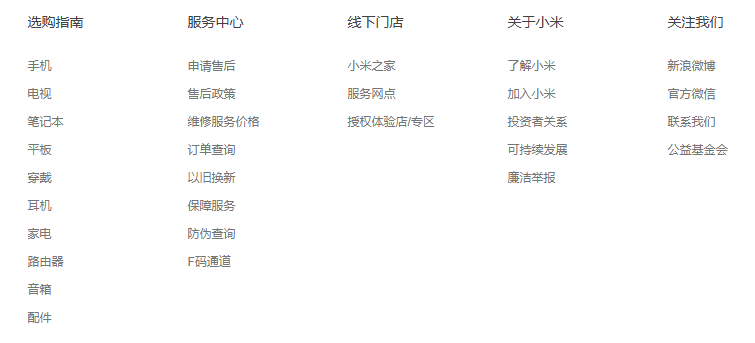 选购指南
手机
电视
笔记本
平板
穿戴
耳机
家电
路由器
音箱
配件
服务中心
申请售后
售后政策
维修服务价格
订单查询
以旧换新
保障服务
防伪查询
F码通道
线下门店
小米之家
服务网点
授权体验店/专区
关于小米
了解小米
加入小米
投资者关系
可持续发展
廉洁举报
关注我们
新浪微博
官方微信
联系我们
公益基金会